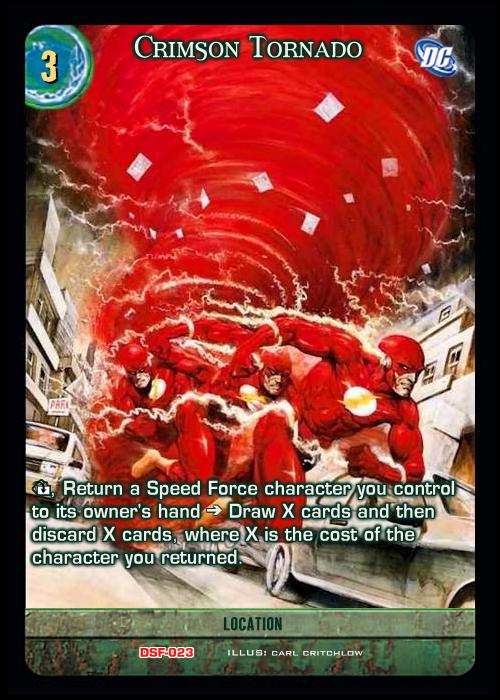 Crimson Tornado
3
DC
PARK
, Return a Speed Force character you control
to its owner's hand ➔ Draw X cards and then
discard X cards, where X is the cost of the
character you returned.
LOCATION
DSF-023 ILLUS: CARL CRITCHLOW